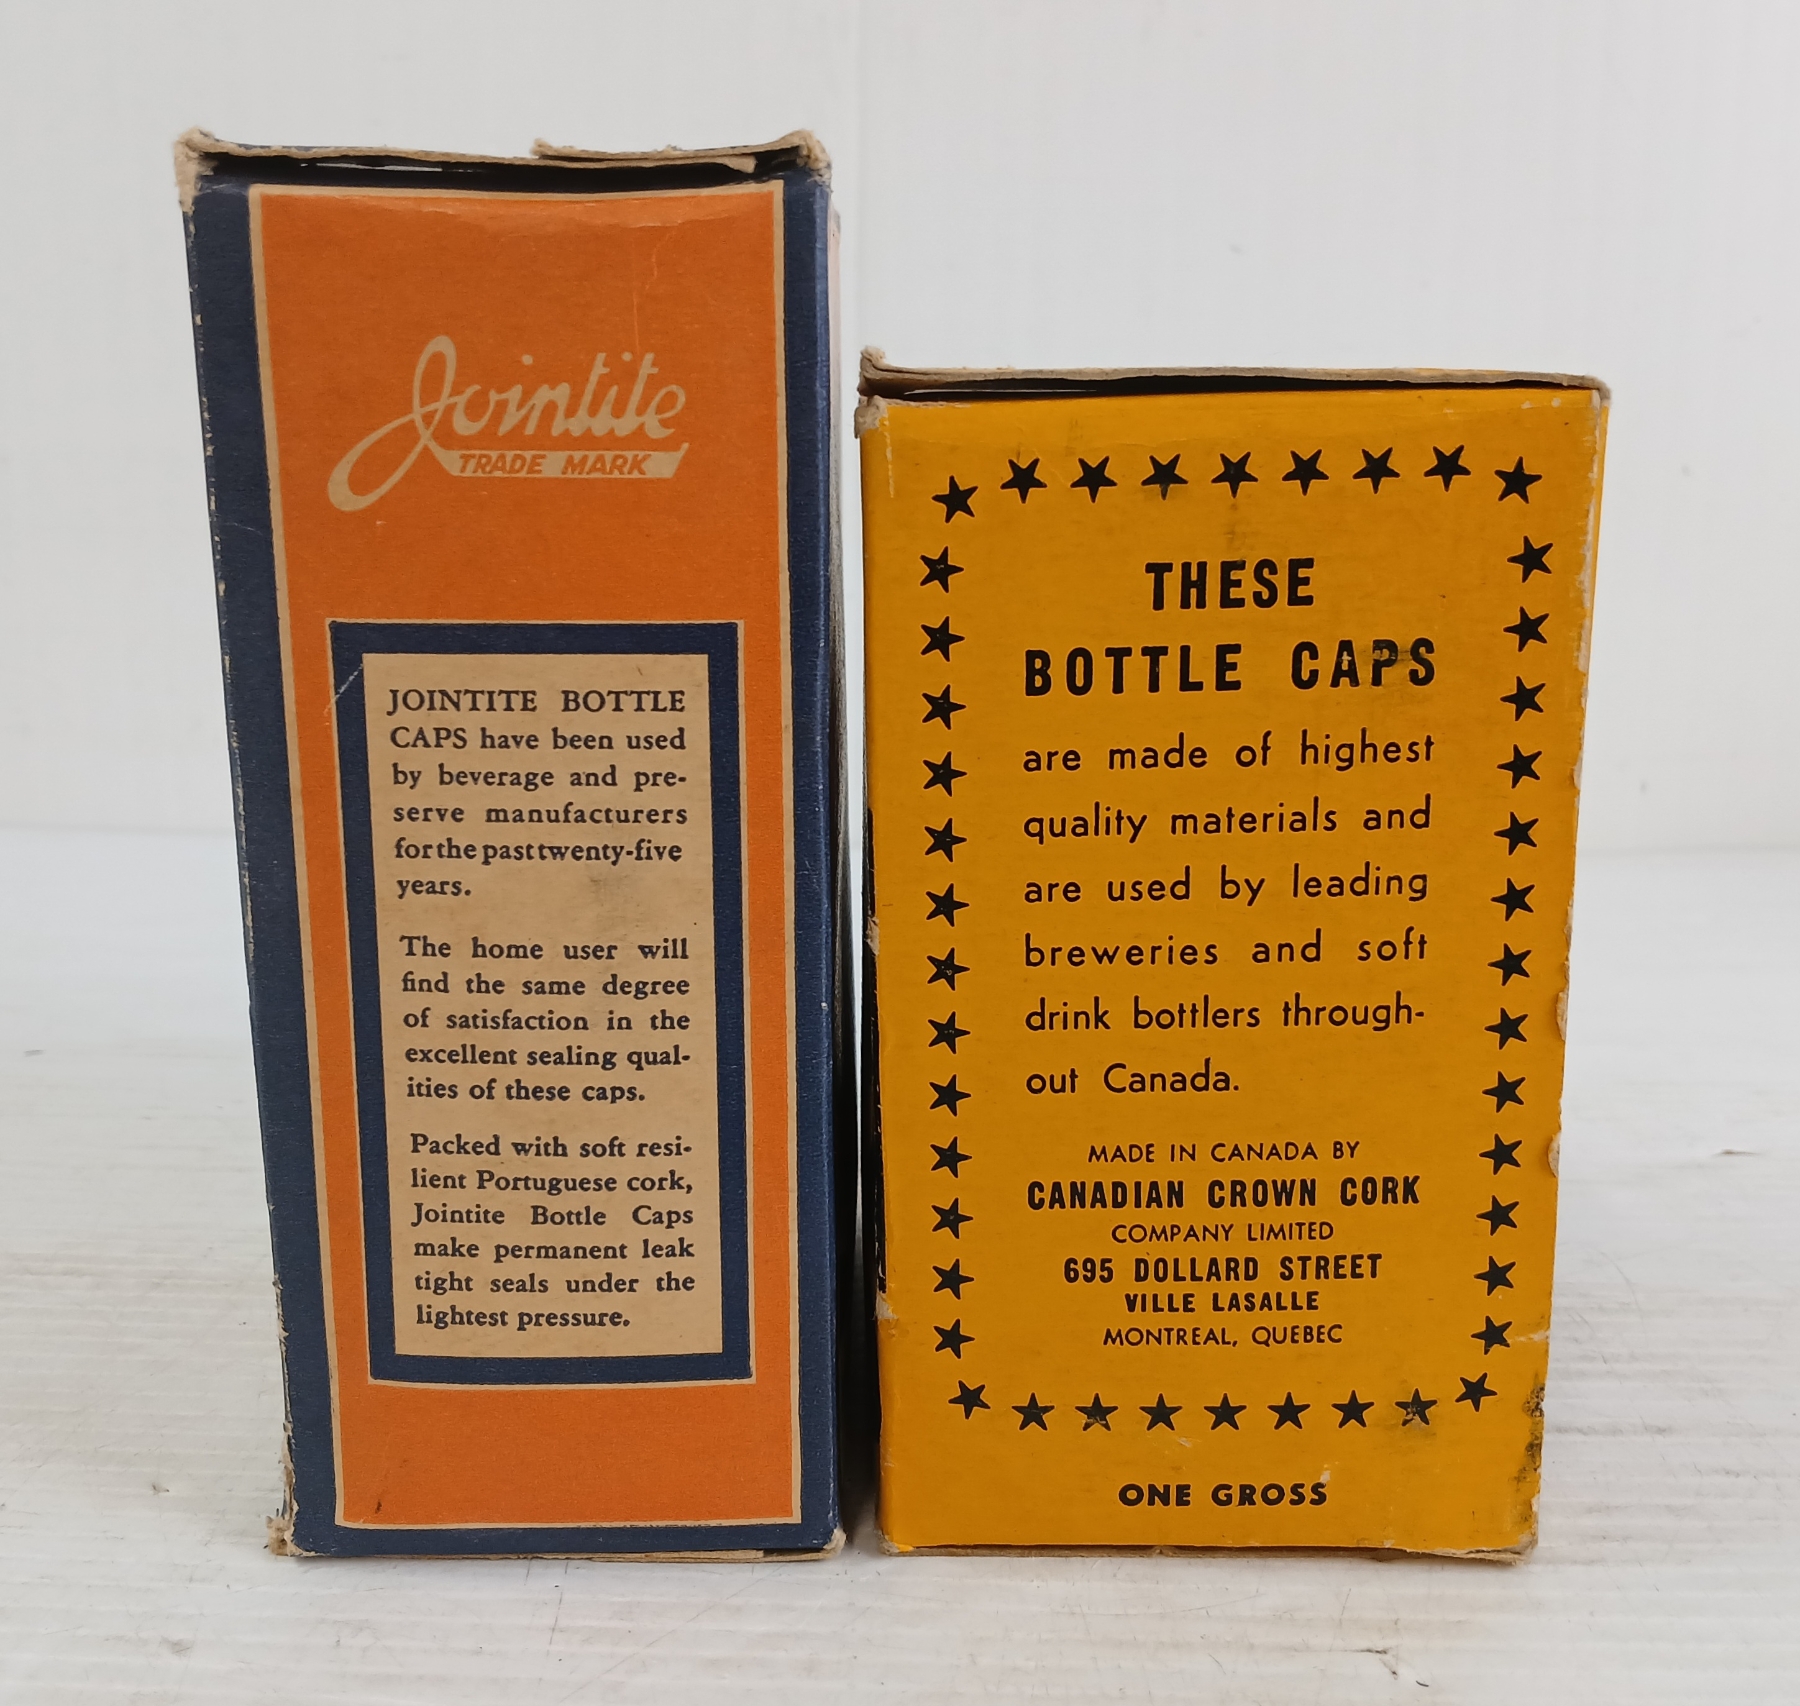 Jointite
TRADE MARK
JOINTITE BOTTLE
CAPS have been used
by beverage and pre-
serve manufacturers
for the past twenty-five
years.
The home user will
find the same degree
of satisfaction in the
excellent sealing qual-
ities of these caps.
Packed with soft resi-
lient Portuguese cork,
Jointite Bottle Caps
make permanent leak
tight seals under the
lightest pressure.
THESE
BOTTLE CAPS
are made of highest
quality materials and
are used by leading
breweries and soft
drink bottlers through-
out Canada.
MADE IN CANADA BY
CANADIAN CROWN CORK
COMPANY LIMITED
695 DOLLARD STREET
VILLE LASALLE
MONTREAL, QUEBEC
ONE GROSS